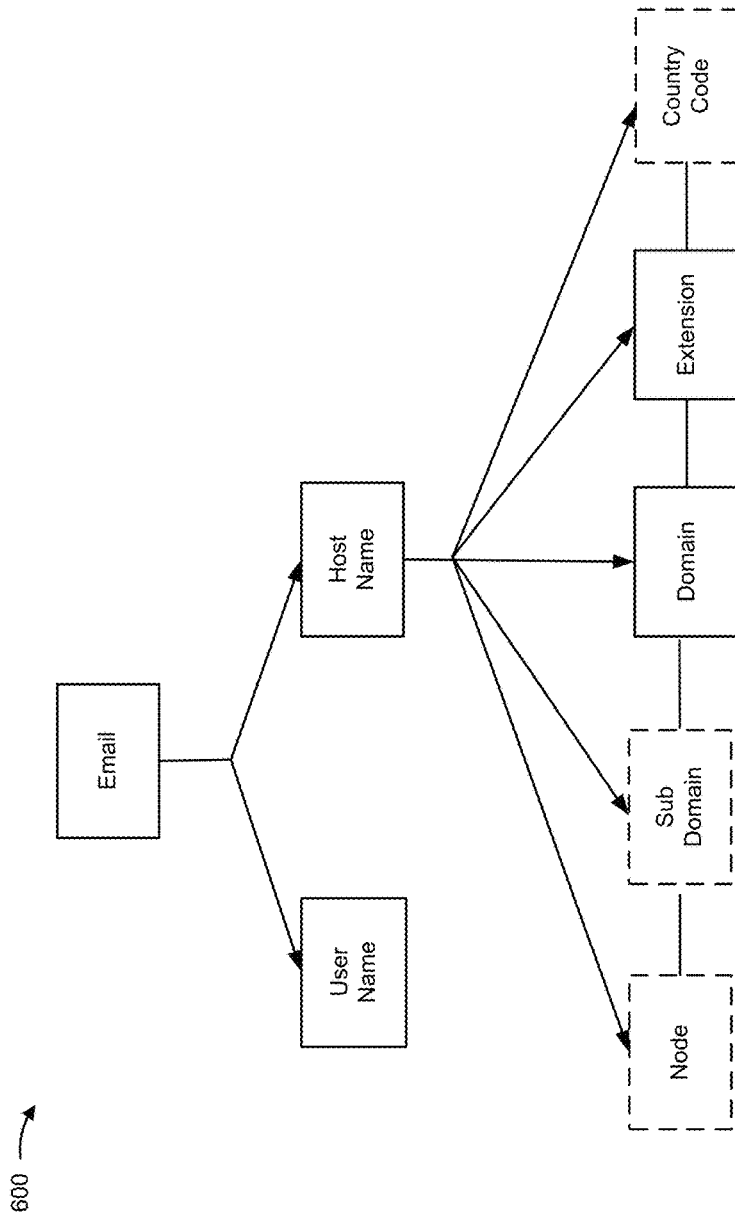 600
Email
User
Name
Host
Name
Node
Sub
Domain
Domain
Extension
Country
Code